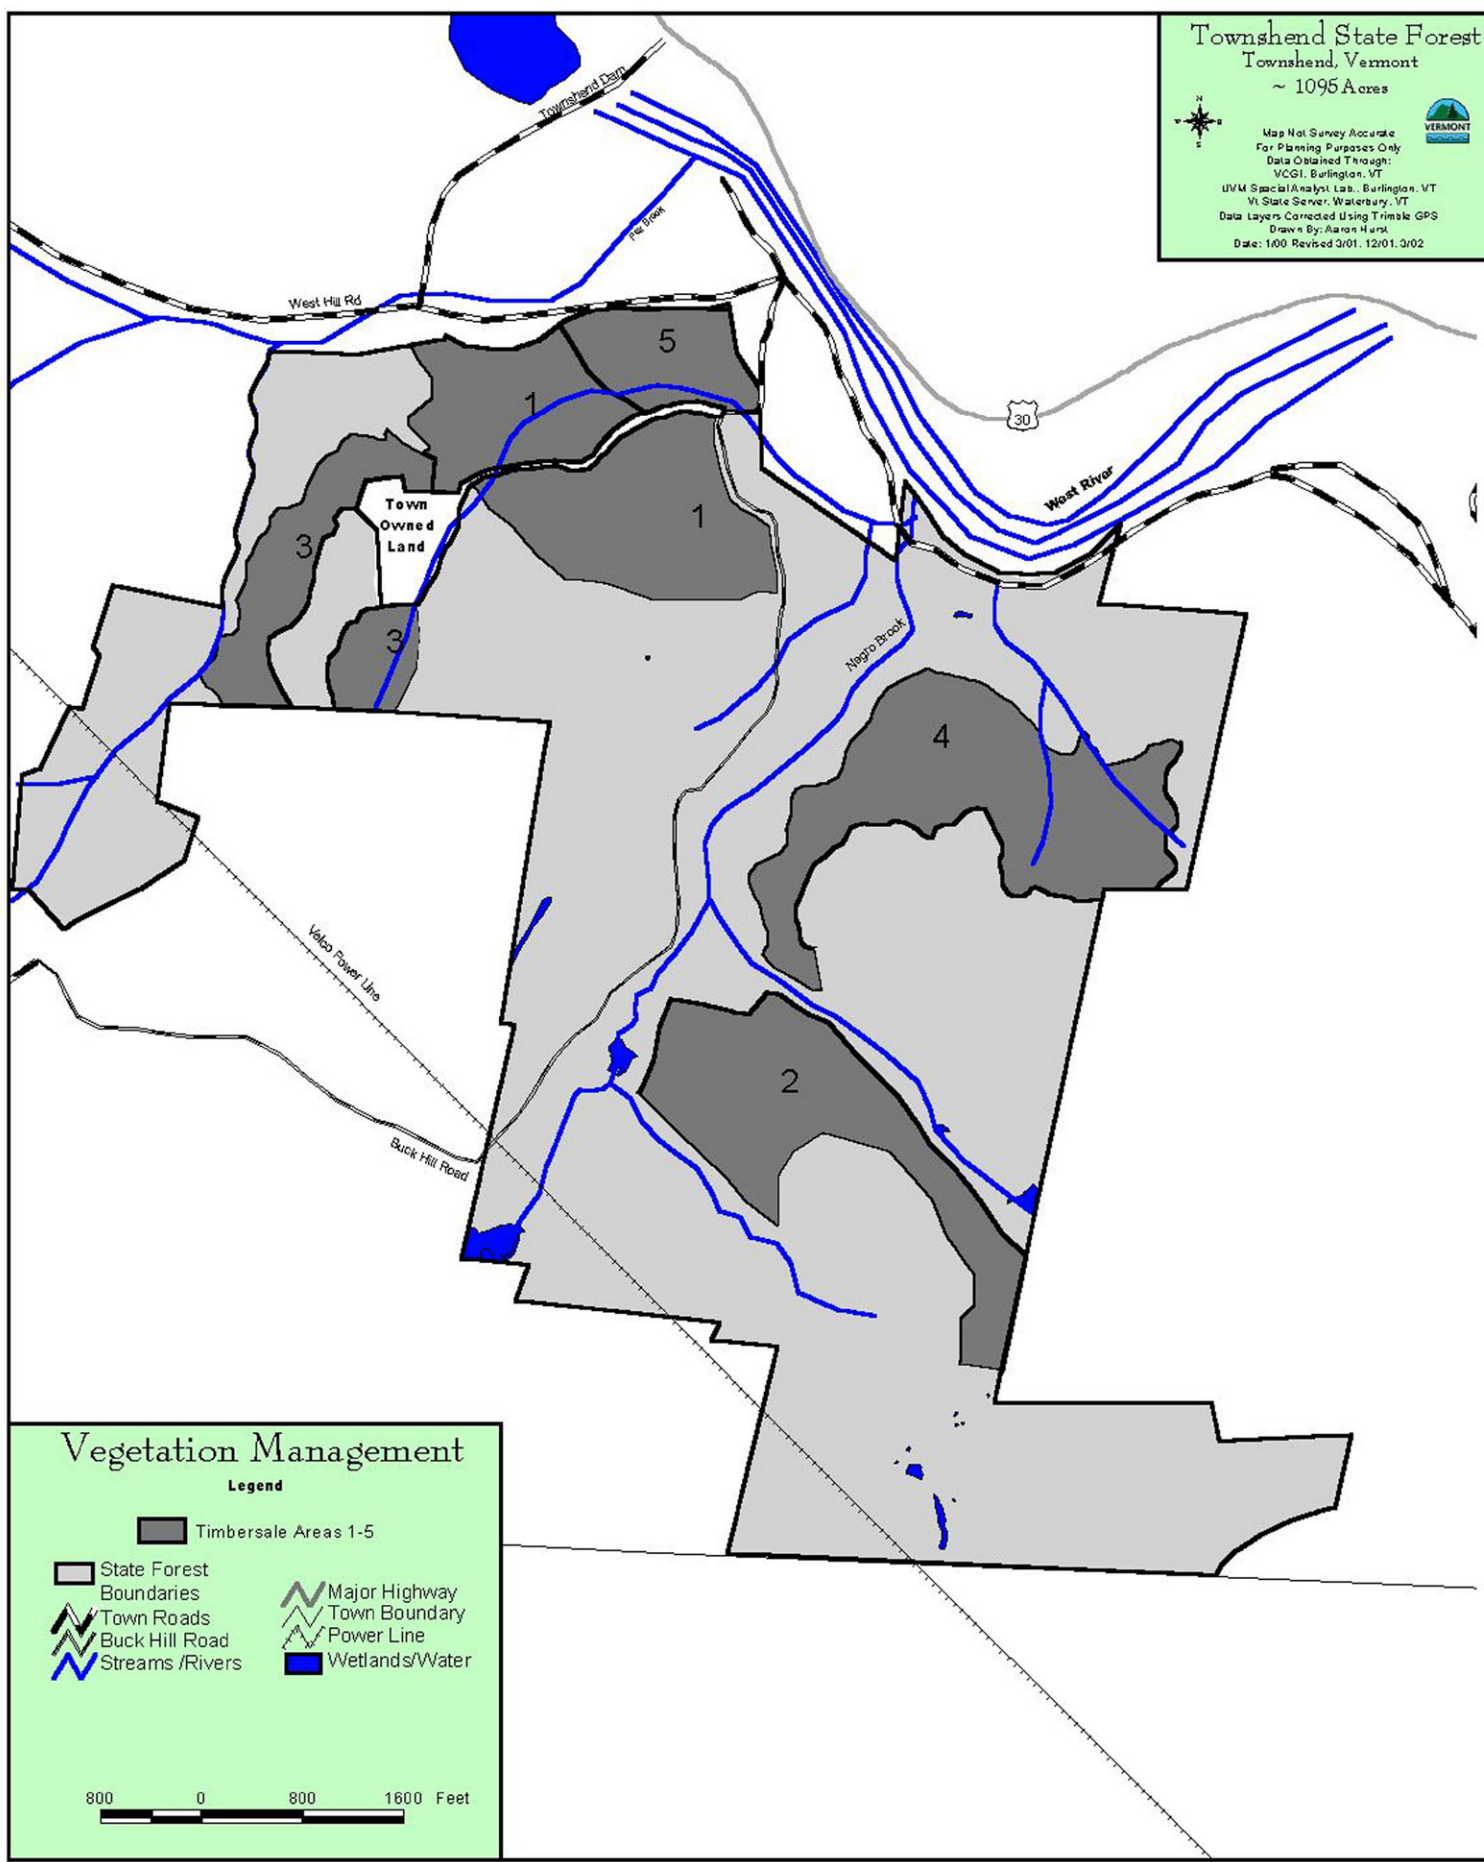 Townshend State Forest
Townshend, Vermont
~ 1095 Acres
N
S
VERMONT
Map Not Survey Accurate
For Planning Purposes Only
Data Obtained Through:
VCGI, Burlington, VT
UVM Spacial Analyst Lab., Burlington, VT
Vt State Server, Waterbury, VT
Data Layers Corrected Using Trimble GPS
Drawn By: Aaron Hurst
Date: 1/00 Revised 3/01, 12/01, 3/02
Townshend Dam
Brook
West Hill Rd
5
1
30
West River
Town
Owned
Land
1
3
3
Negro Brook
4
Velco Power Line
2
Buck Hill Road
Vegetation Management
Legend
Timbersale Areas 1-5
State Forest
Boundaries
Town Roads
Buck Hill Road
Streams /Rivers
Major Highway
Town Boundary
Power Line
Wetlands/Water
800 0 800 1600 Feet